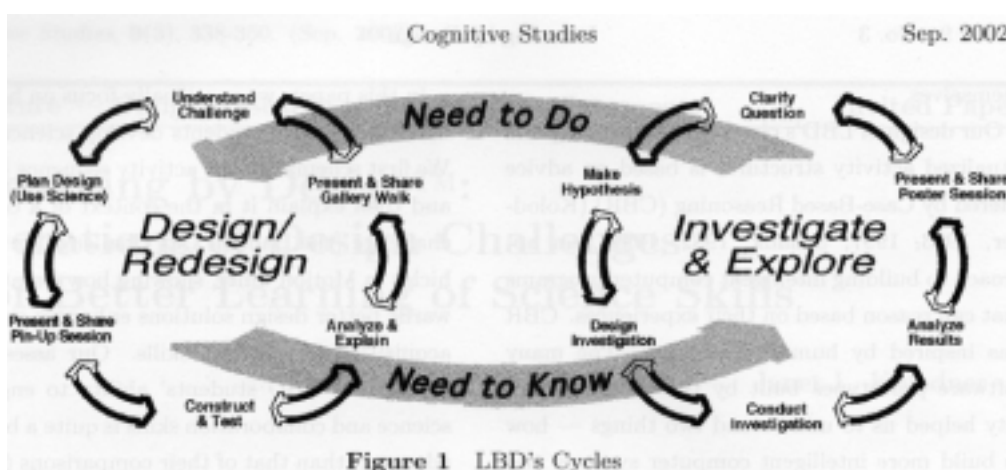 Cognitive Studies
Sep. 2002
Understand
Challenge
Need to Do
Clarify
Question
Plan Design
(Use Science)
Present & Share
Gallery Walk
Make
Hypothesis
Present & Share
Poster Session
Design/
Redesign
Investigate
& Explore
Present & Share
Pin-Up Session
Analyze &
Explain
Design
Investigation
Analyze
Results
Need to Know
Construct
& Test
Conduct
Investigation
Figure 1 LBD's Cycles